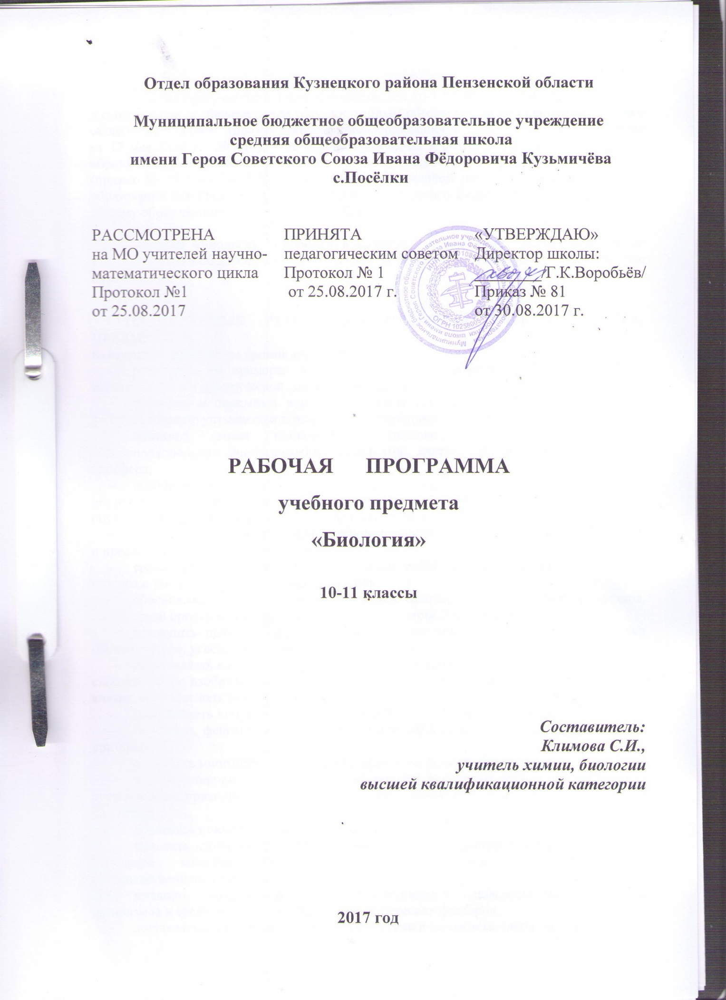 Отдел образования Кузнецкого района Пензенской области
Муниципальное бюджетное общеобразовательное учреждение
средняя общеобразовательная школа
имени Героя Советского Союза Ивана Фёдоровича Кузьмичёва
с.Посёлки
РАССМОТРЕНА
на МО учителей научно-
математического цикла
Протокол №1
от 25.08.2017
ПРИНЯТА
педагогическим советом
Протокол № 1
от 25.08.2017 г.
«УТВЕРЖДАЮ»
Директор школы:
/Г.К.Воробьёв/
Приказ № 81
от 30.08.2017 г.
РАБОЧАЯ ПРОГРАММА
учебного предмета
«Биология»
10-11 классы
Составитель:
Климова С.И.,
учитель химии, биологии
высшей квалификационной категории
2017 год